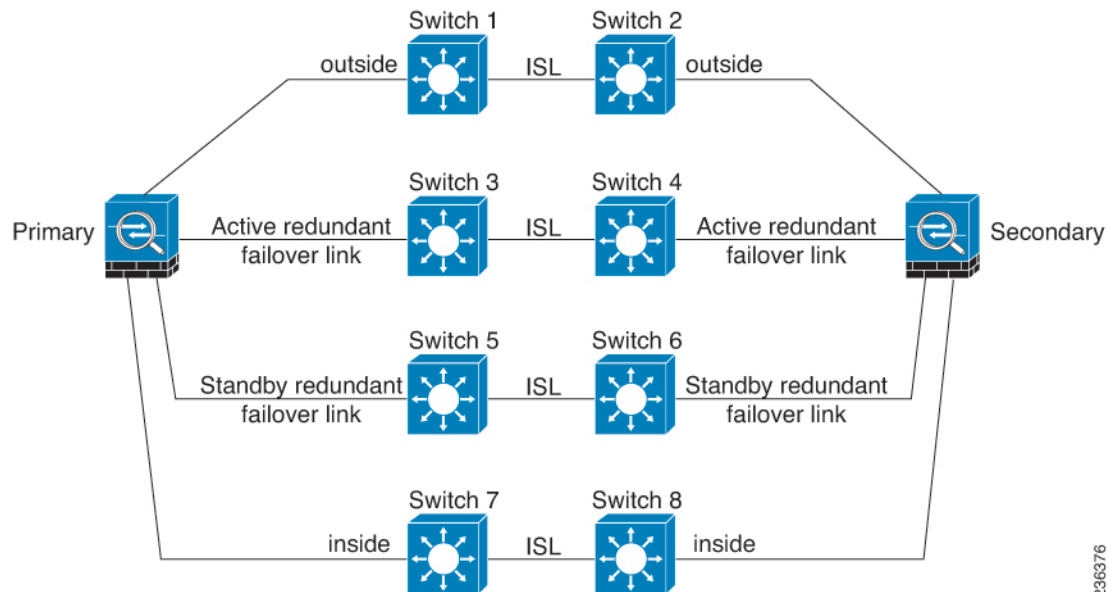 Switch 1
Switch 2
outside
ISL
outside
Switch 3
Switch 4
Primary
Active redundant
failover link
ISL
Active redundant
failover link
Secondary
Switch 5
Switch 6
Standby redundant
failover link
ISL
Standby redundant
failover link
Switch 7
Switch 8
inside
ISL
inside
236376